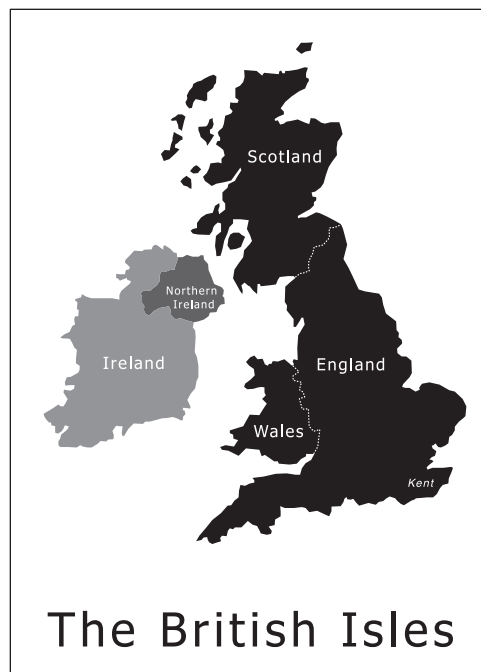 Scotland
Northern
Ireland
Ireland
England
Wales
Kent
The British Isles